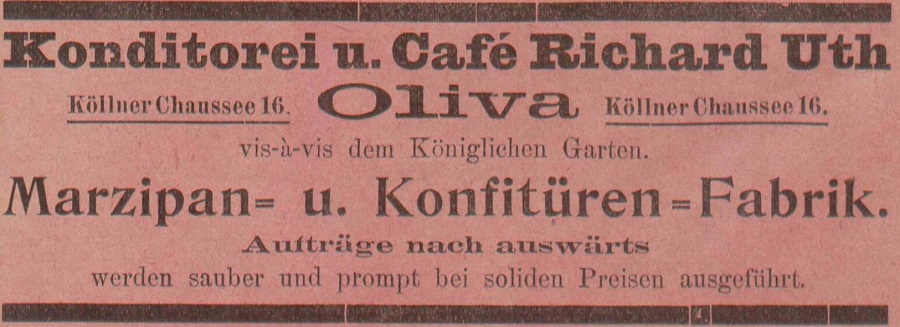 Konditorei u. Café Richard Uth
Köllner Chaussee 16. Oliva Köllner Chaussee 16.
vis-à-vis dem Königlichen Garten.
Marzipan= u. Konfitüren=Fabrik.
Aufträge nach auswärts
werden sauber und prompt bei soliden Preisen ausgeführt.